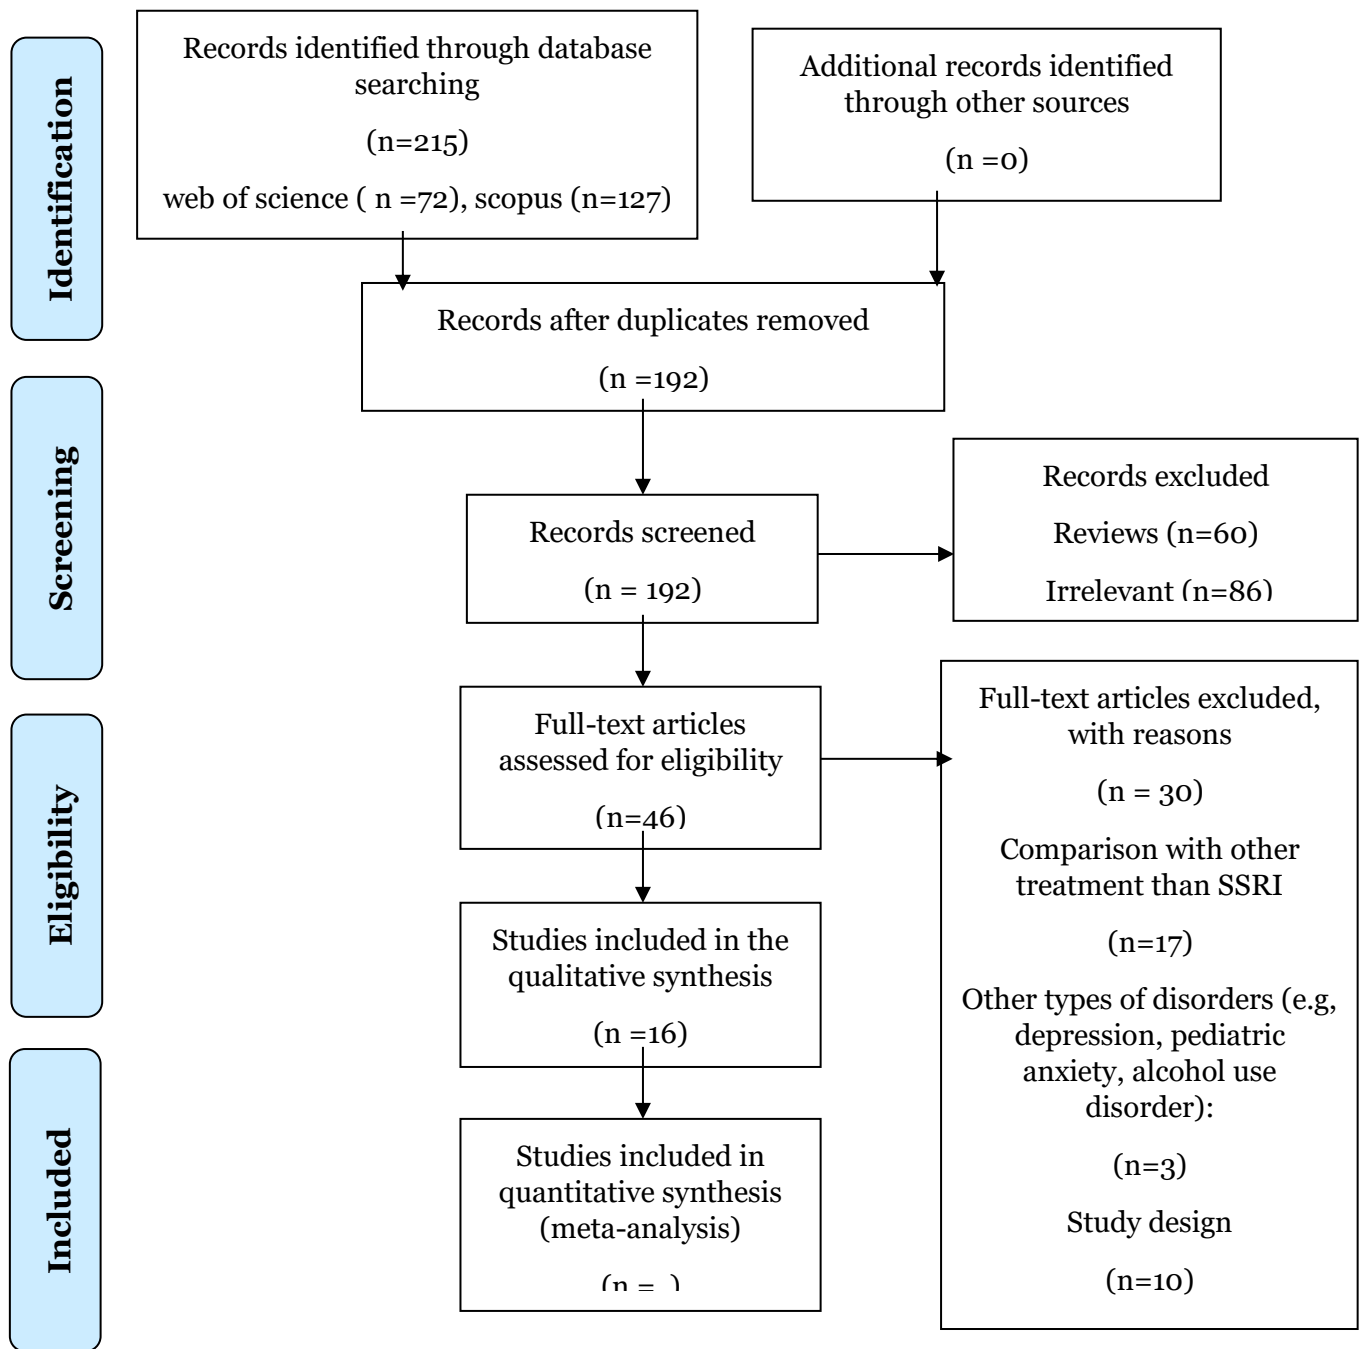 Identification
Records identified through database
searching
(n=215)
web of science ( n =72), scopus (n=127)
Additional records identified
through other sources
(n =0)
Records after duplicates removed
(n =192)
Screening
Records screened
(n = 192)
Records excluded
Reviews (n=60)
Irrelevant (n=86)
Eligibility
Full-text articles
assessed for eligibility
(n=46)
Full-text articles excluded,
with reasons
(n = 30)
Comparison with other
treatment than SSRI
(n=17)
Other types of disorders (e.g,
depression, pediatric
anxiety, alcohol use
disorder):
(n=3)
Study design
(n=10)
Studies included in the
qualitative synthesis
(n =16)
Included
Studies included in
quantitative synthesis
(meta-analysis)
(n = )